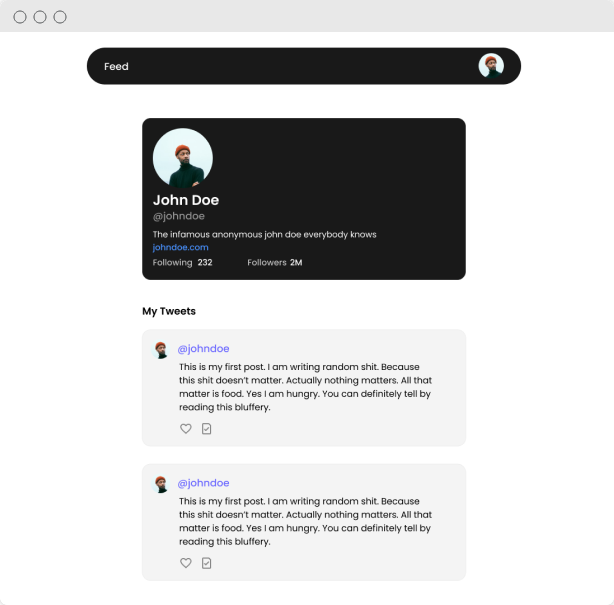 Feed
John Doe
@johndoe
The infamous anonymous john doe everybody knows
johndoe.com
Following 232 Followers 2M
My Tweets
@johndoe
This is my first post. I am writing random shit. Because
this shit doesn't matter. Actually nothing matters. All that
matter is food. Yes I am hungry. You can definitely tell by
reading this bluffery.
@johndoe
This is my first post. I am writing random shit. Because
this shit doesn't matter. Actually nothing matters. All that
matter is food. Yes I am hungry. You can definitely tell by
reading this bluffery.